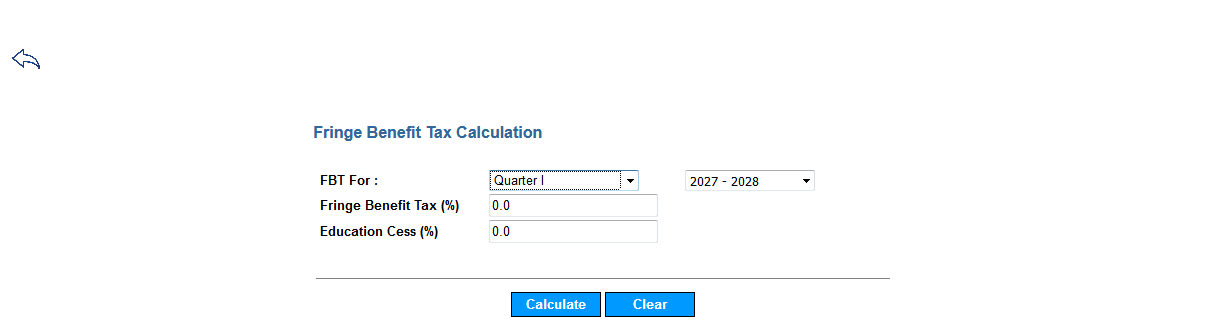 Fringe Benefit Tax Calculation
FBT For : Quarter I 2027 - 2028
Fringe Benefit Tax (%) 0.0
Education Cess (%) 0.0
Calculate Clear